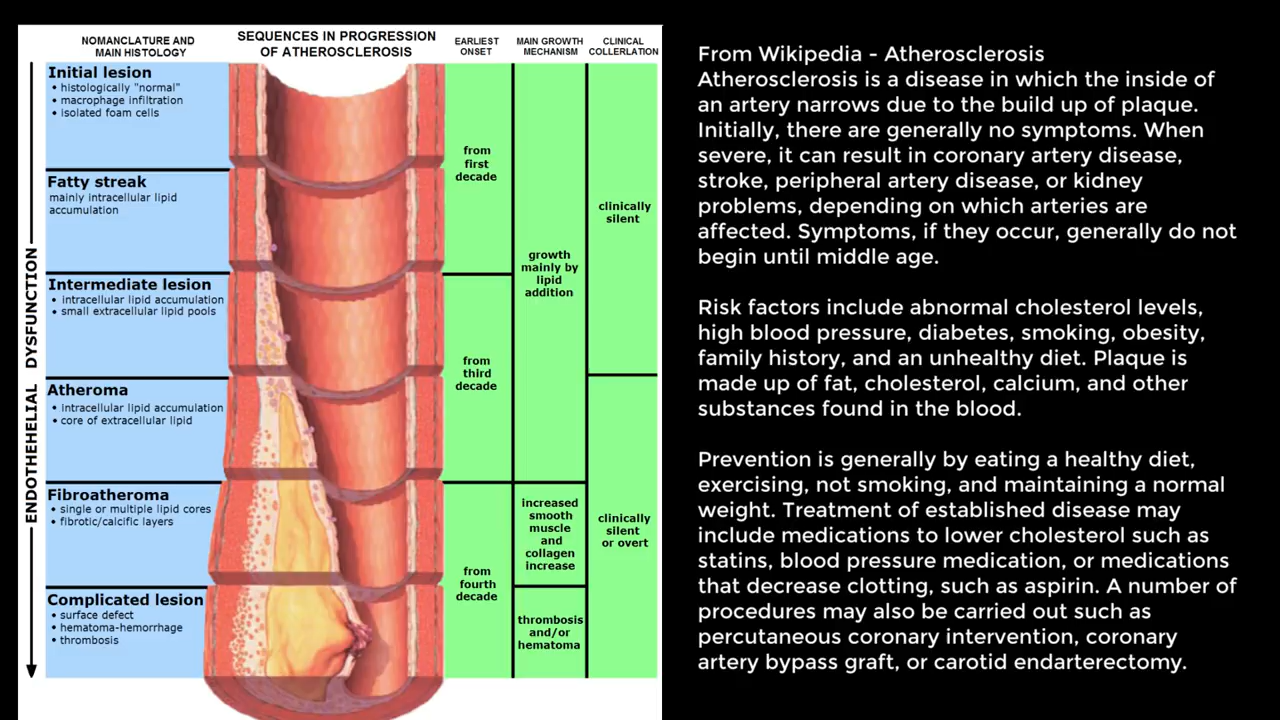 NOMANCLATURE AND
MAIN HISTOLOGY
SEQUENCES IN PROGRESSION
OF ATHEROSCLEROSIS
EARLIEST
ONSET
MAIN GROWTH
MECHANISM
CLINICAL
COLLERLATION
ENDOTHEHELIAL DYSFUNCTION
Initial lesion
• histologically "normal"
• macrophage infiltration
• isolated foam cells
Fatty streak
mainly intracellular lipid
accumulation
Intermediate lesion
• intracellular lipid accumulation
• small extracellular lipid pools
Atheroma
• intracellular lipid accumulation
• core of extracellular lipid
Fibroatheroma
• single or multiple lipid cores
• fibrotic/calcific layers
Complicated lesion
• surface defect
• hematoma-hemorrhage
• thrombosis
from
first
decade
from
third
decade
from
fourth
decade
growth
mainly by
lipid
addition
increased
smooth
muscle
and
collagen
increase
thrombosis
and/or
hematoma
clinically
silent
clinically
silent
or overt
From Wikipedia - Atherosclerosis
Atherosclerosis is a disease in which the inside of
an artery narrows due to the build up of plaque.
Initially, there are generally no symptoms. When
severe, it can result in coronary artery disease,
stroke, peripheral artery disease, or kidney
problems, depending on which arteries are
affected. Symptoms, if they occur, generally do not
begin until middle age.
Risk factors include abnormal cholesterol levels,
high blood pressure, diabetes, smoking, obesity,
family history, and an unhealthy diet. Plaque is
made up of fat, cholesterol, calcium, and other
substances found in the blood.
Prevention is generally by eating a healthy diet,
exercising, not smoking, and maintaining a normal
weight. Treatment of established disease may
include medications to lower cholesterol such as
statins, blood pressure medication, or medications
that decrease clotting, such as aspirin. A number of
procedures may also be carried out such as
percutaneous coronary intervention, coronary
artery bypass graft, or carotid endarterectomy.